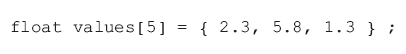 float values[5] = { 2.3, 5.8, 1.3 } ;